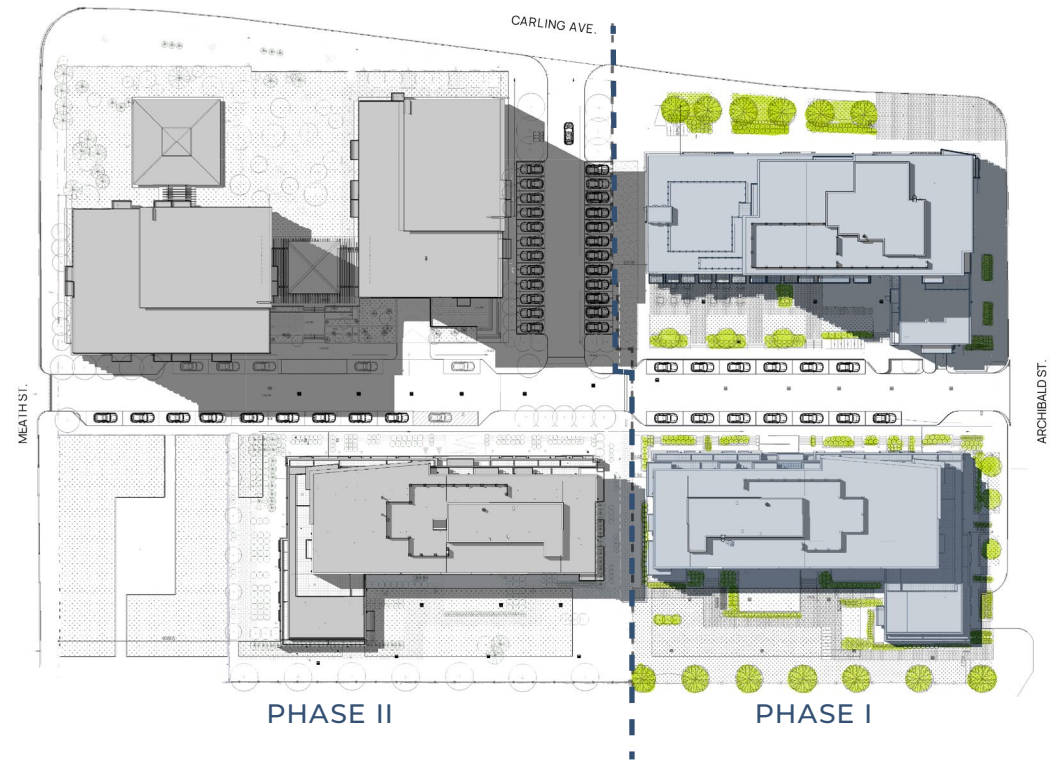 CARLING AVE.
MEATH ST.
ARCHIBALD ST.
PHASE II
PHASE I